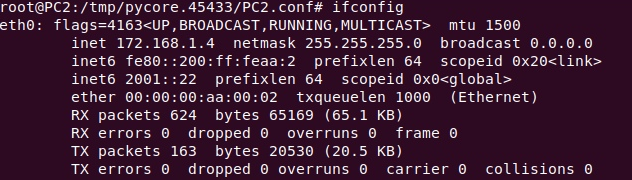 root@PC2:/tmp/pycore.45433/PC2.conf# ifconfig
eth0: flags=4163<UP,BROADCAST,RUNNING,MULTICAST>  mtu 1500
        inet 172.168.1.4  netmask 255.255.255.0  broadcast 0.0.0.0
        inet6 fe80::200:ff:feaa:2  prefixlen 64  scopeid 0x20<link>
        inet6 2001::22  prefixlen 64  scopeid 0x0<global>
        ether 00:00:00:aa:00:02  txqueuelen 1000  (Ethernet)
        RX packets 624  bytes 65169 (65.1 KB)
        RX errors 0  dropped 0  overruns 0  frame 0
        TX packets 163  bytes 20530 (20.5 KB)
        TX errors 0  dropped 0 overruns 0  carrier 0  collisions 0